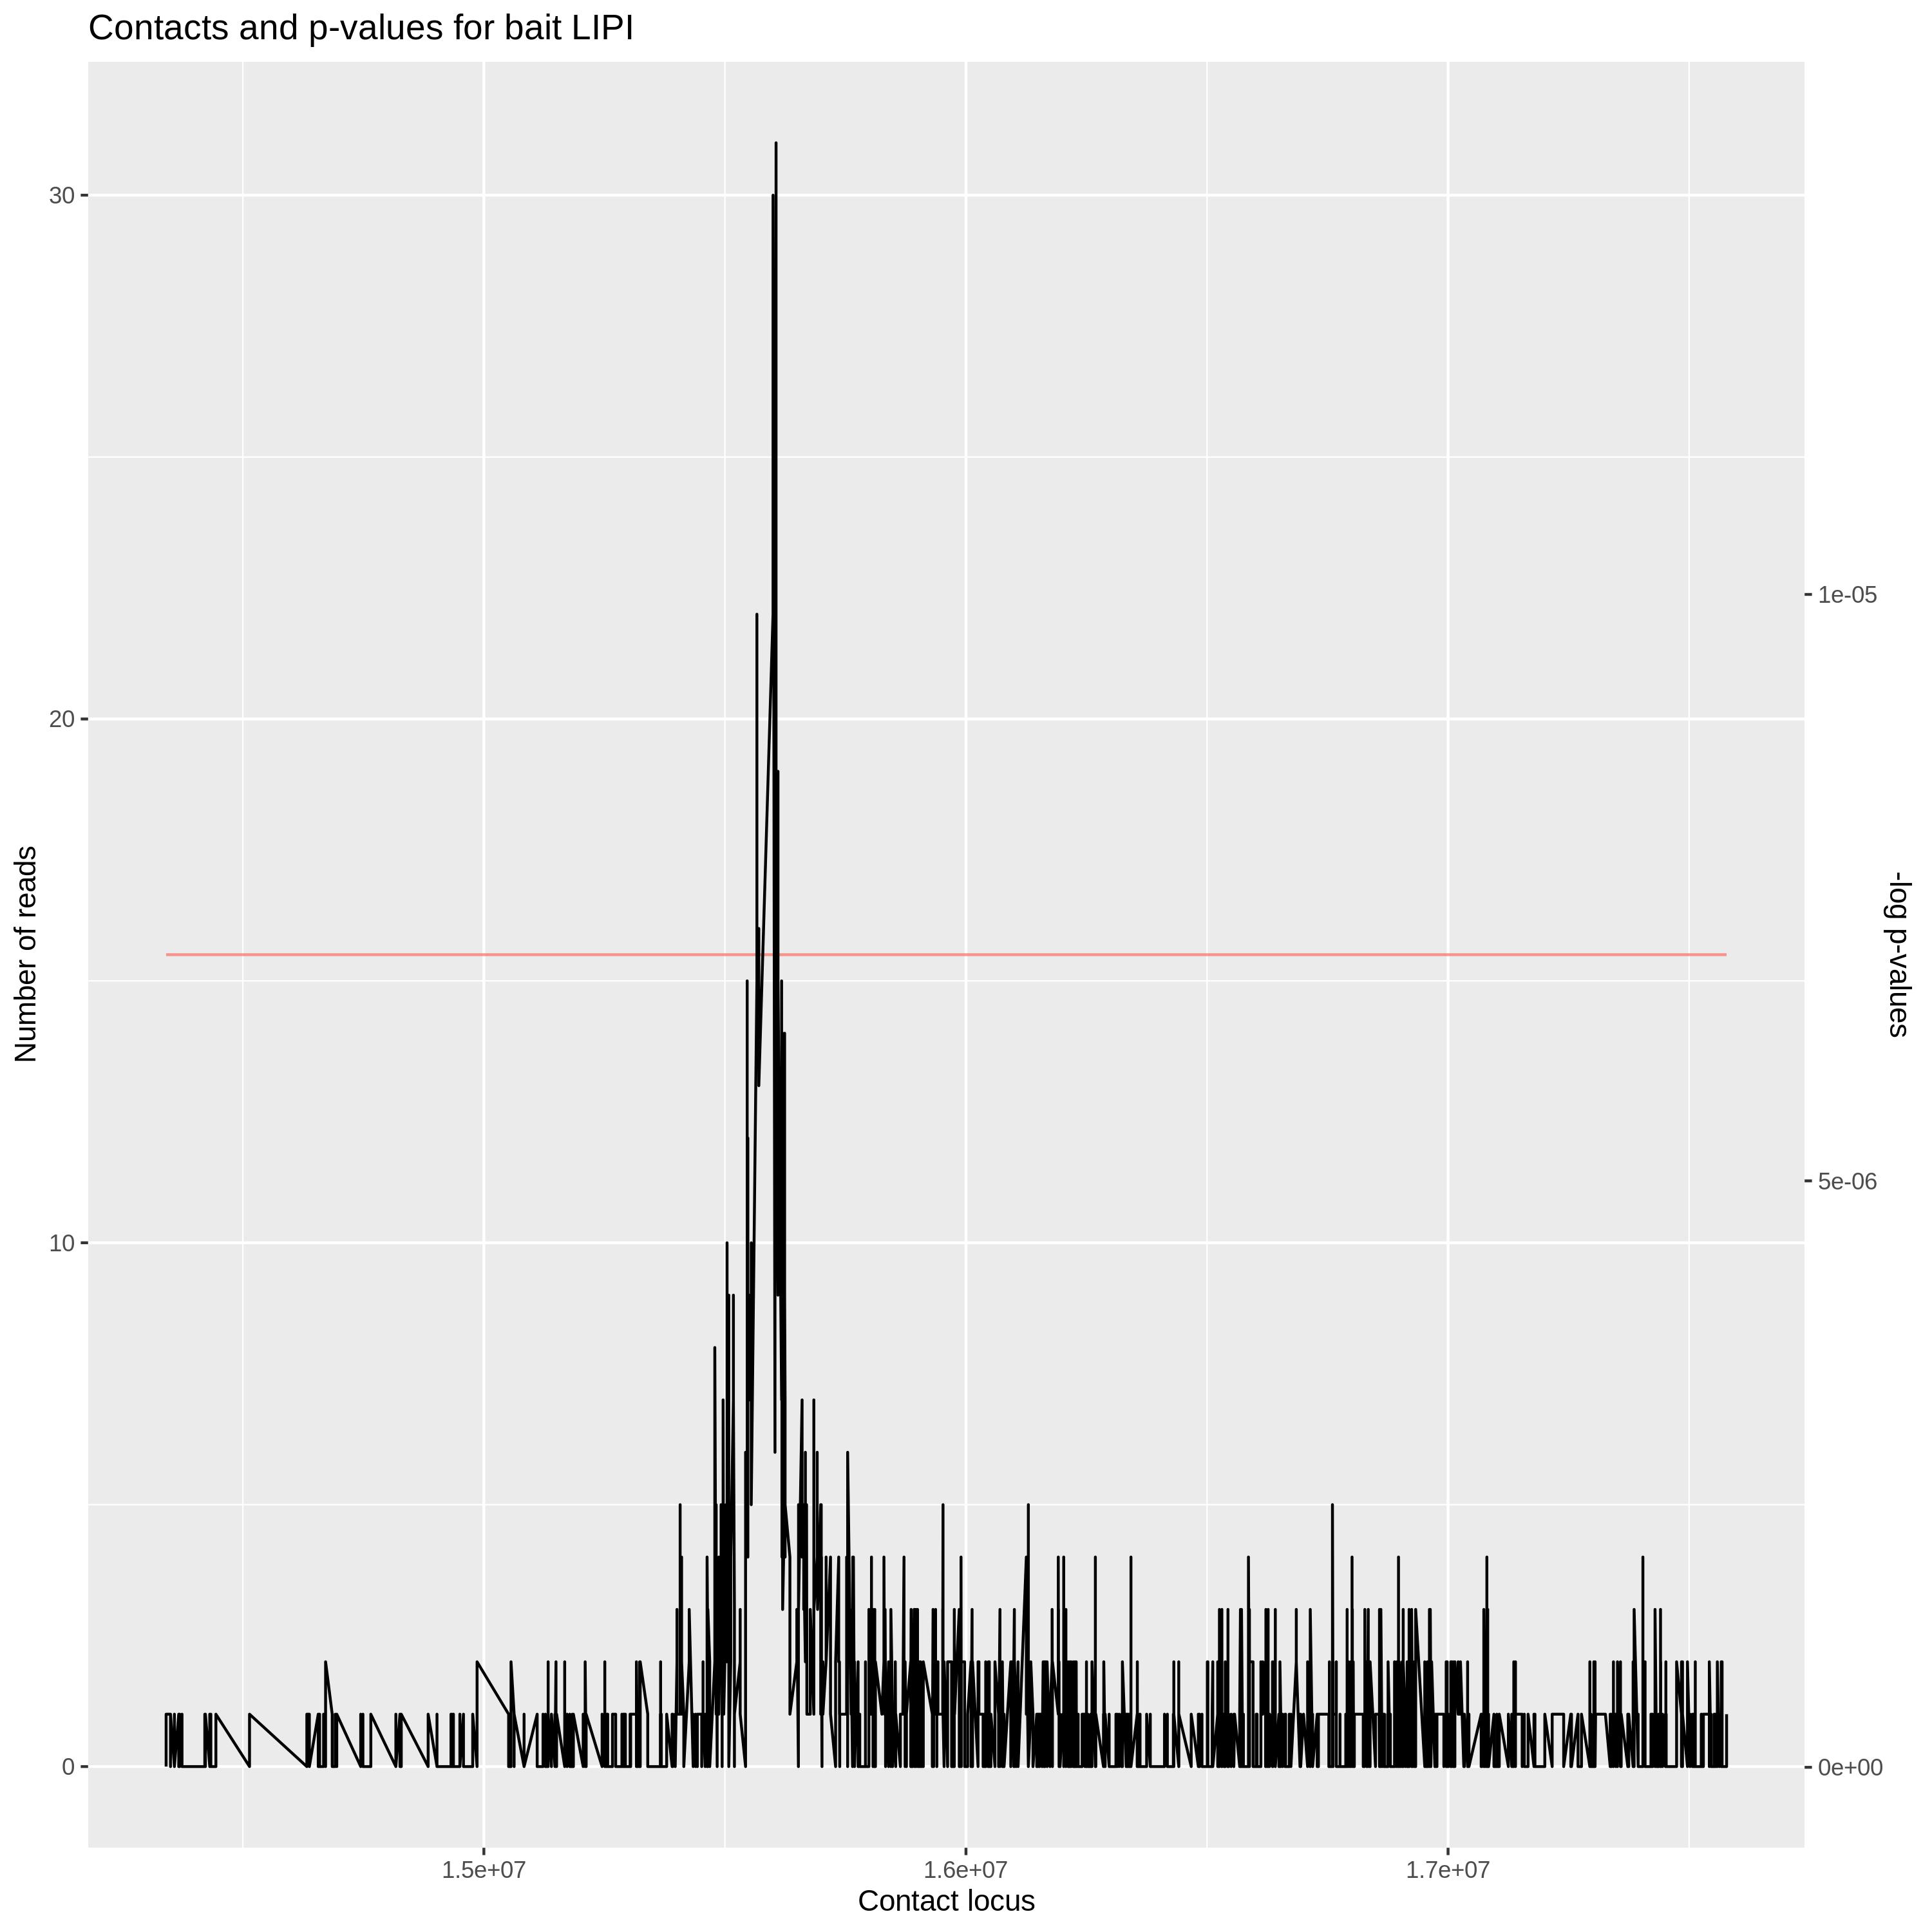 Contacts and p-values for bait LIPI
30
20
10
0
Number of reads
1e-05
5e-06
0e+00
-log p-values
1.5e+07
1.6e+07
1.7e+07
Contact locus